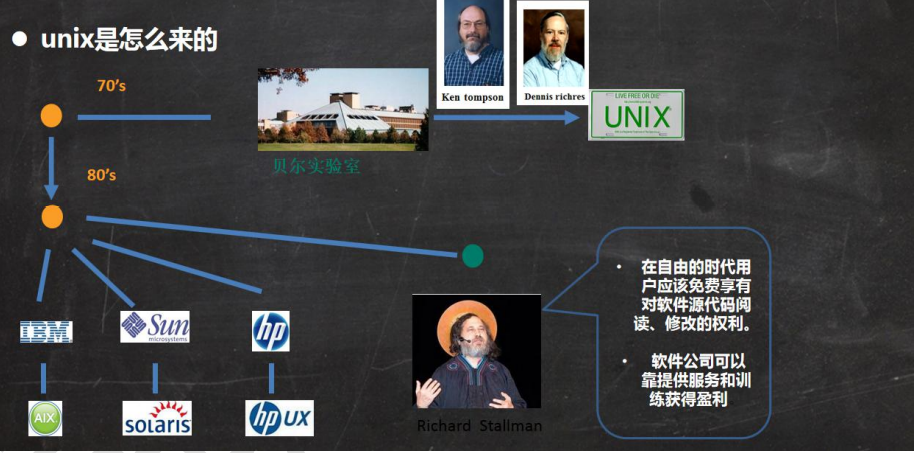 unix是怎么来的
70's
Ken tompson
Dennis richres
LIVE FREE OR DIE
UNIX
贝尔实验室
80's
在自由的时代用
户应该免费享有
对软件源代码阅
读、修改的权利。
软件公司可以
靠提供服务和训
练获得盈利
IBM
Sun
microsystems
hp
AIX
SOLARIS
hp UX
Richard Stallman